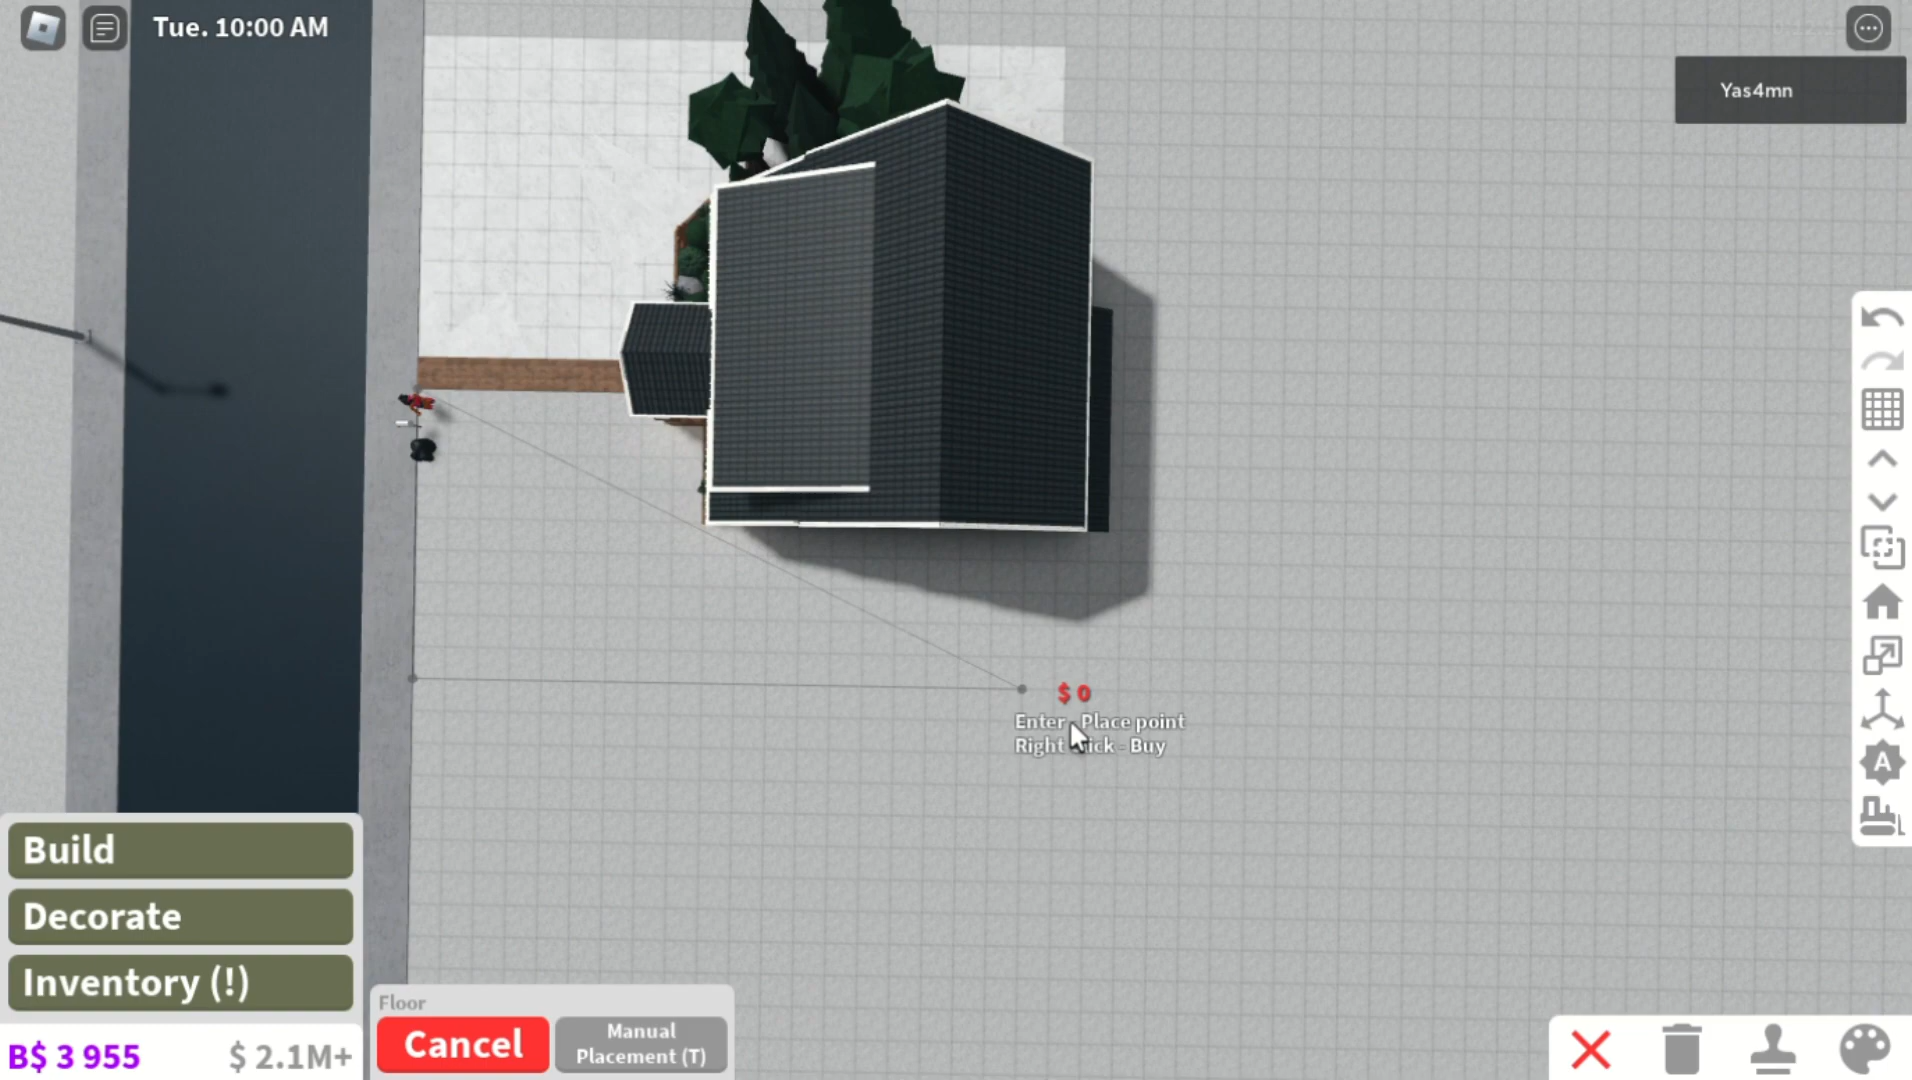 Tue. 10:00 AM
Yas4mn
$ 0
Enter - Place point
Right - Buy
Build
Decorate
Inventory (!)
B$ 3 955
$ 2.1M+
Floor
Cancel
Manual
Placement (T)
A